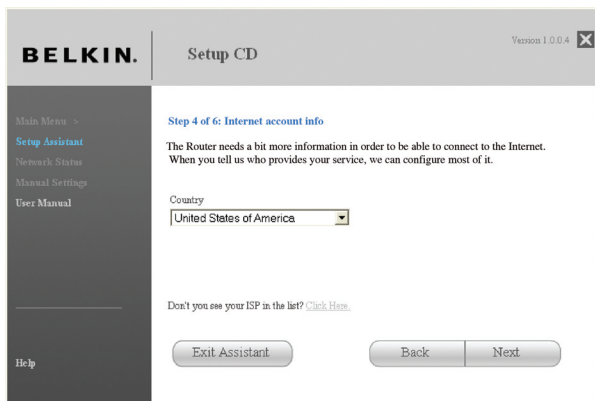 BELKIN.
Setup CD
Version 1.0.0.4
Main Menu >
Setup Assistant
Network Status
Manual Settings
User Manual
Help
Step 4 of 6: Internet account info
The Router needs a bit more information in order to be able to connect to the Internet.
When you tell us who provides your service, we can configure most of it.
Country
United States of America
Don't you see your ISP in the list? Click Here.
Exit Assistant
Back
Next